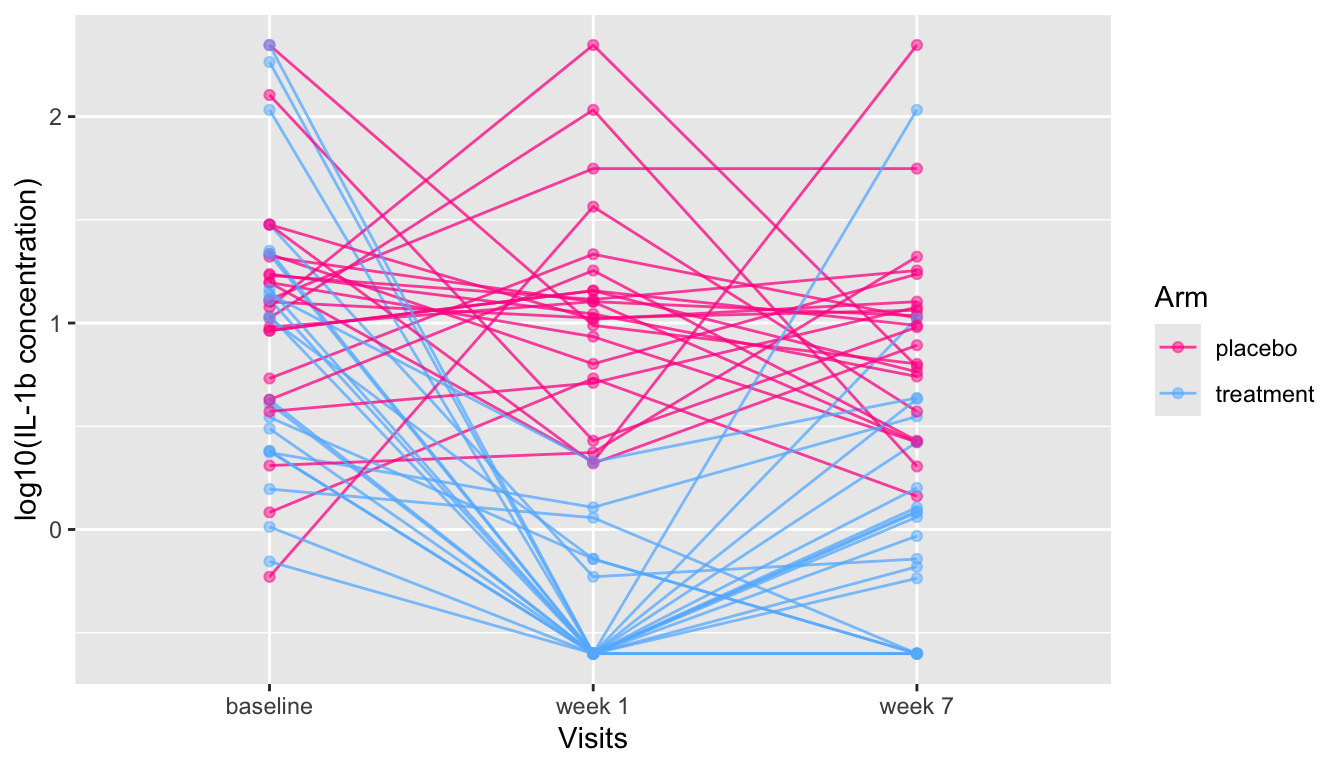 log10(IL-1b concentration)
2
1
0
baseline
week 1
week 7
Visits
Arm
placebo
treatment